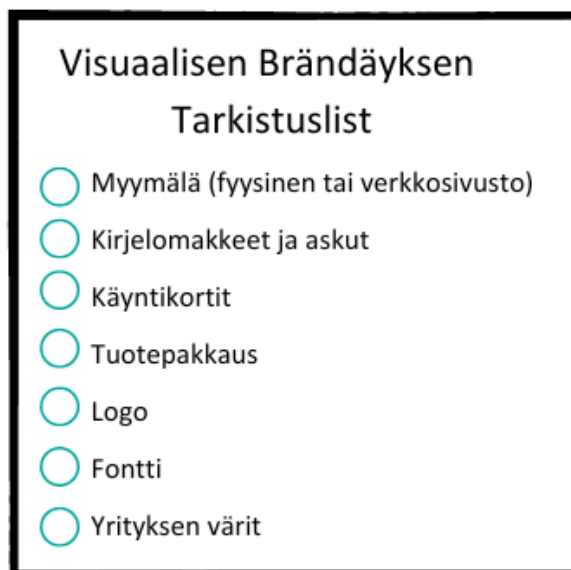 Visuaalisen Brändäyksen
Tarkistuslist
Myymälä (fyysinen tai verkkosivusto)
Kirjelomakkeet ja askut
Käyntikortit
Tuotepakkaus
Logo
Fontti
Yrityksen värit